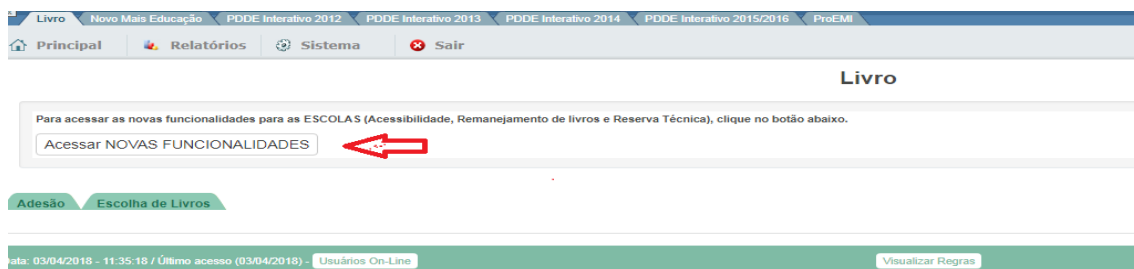 Livro Novo Mais Educação PDDE Interativo 2012 PDDE Interativo 2013 PDDE Interativo 2014 PDDE Interativo 2015/2016 ProEMI
Principal Relatórios Sistema Sair
Livro
Para acessar as novas funcionalidades para as ESCOLAS (Acessibilidade, Remanejamento de livros e Reserva Técnica), clique no botão abaixo.
Acessar NOVAS FUNCIONALIDADES
Adesão Escolha de Livros
Data: 03/04/2018 - 11:35:18 / Último acesso (03/04/2018) - Usuários On-Line Visualizar Regras